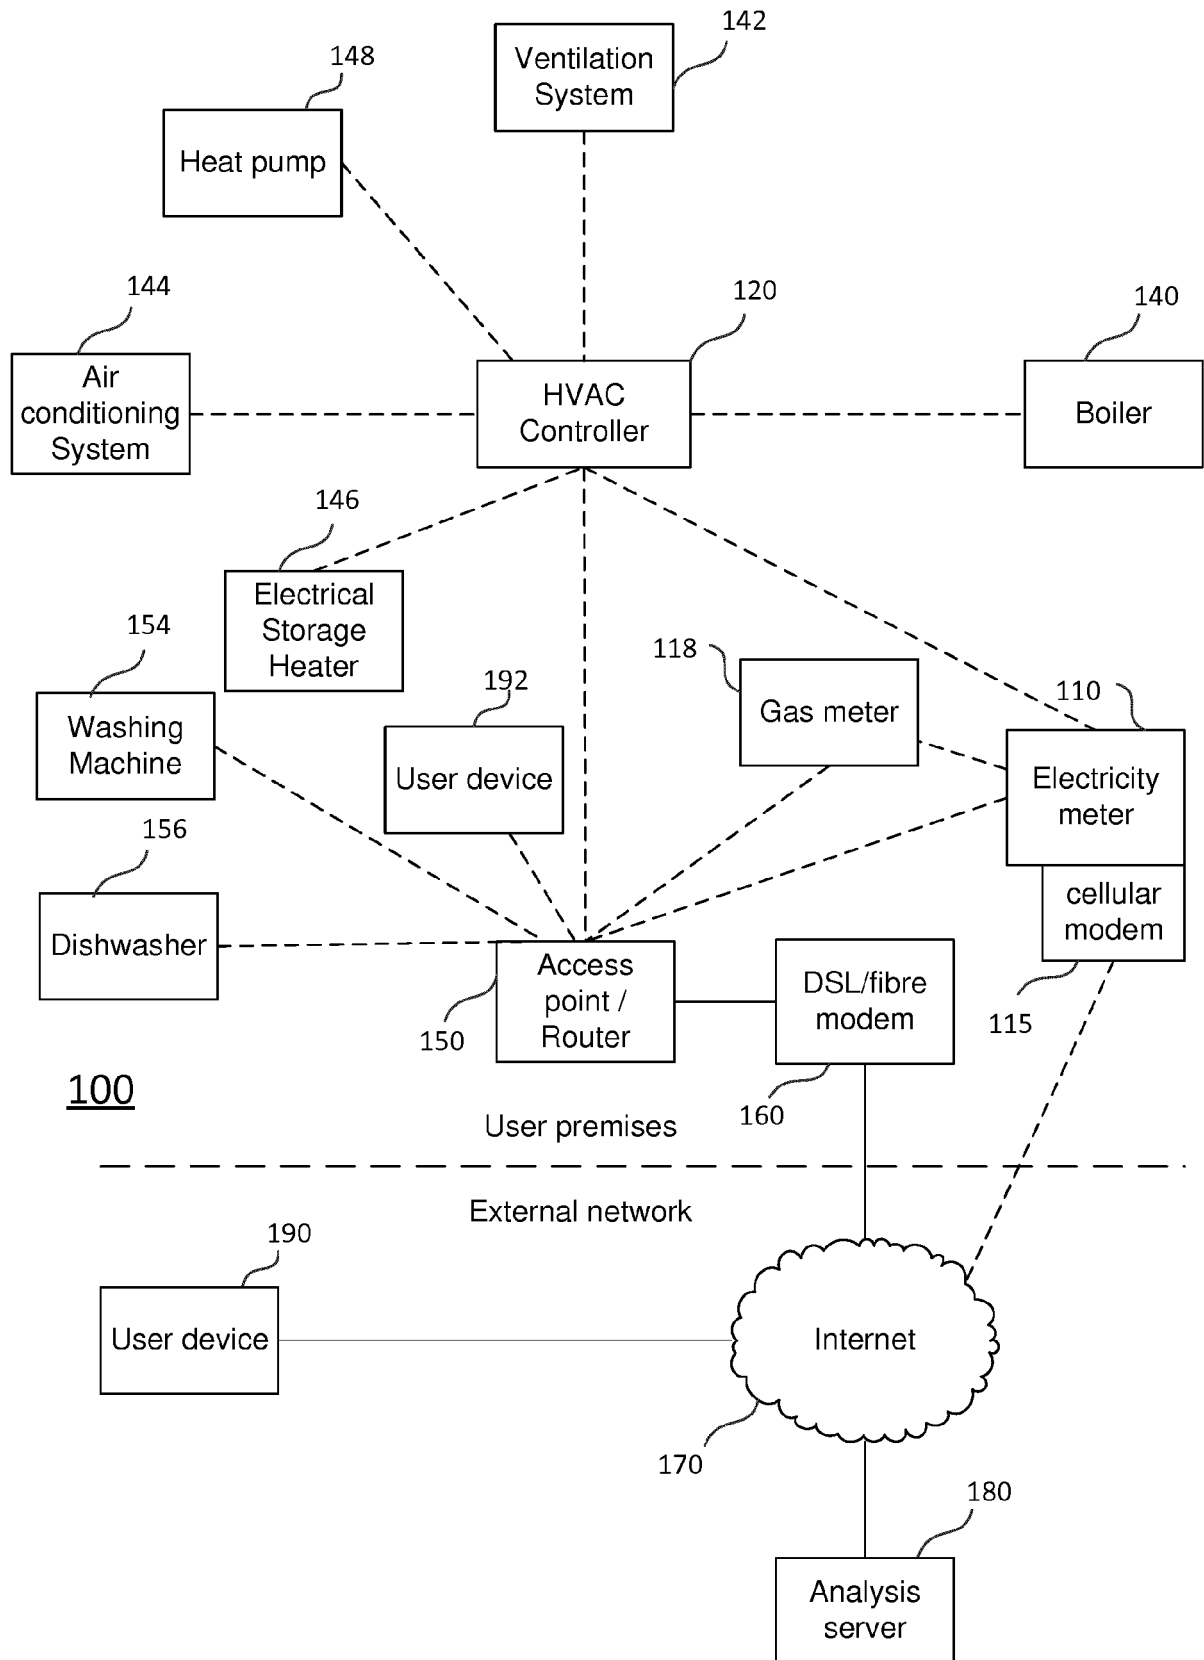 142
Ventilation
System
148
Heat pump
144
120
140
Air
conditioning
System
HVAC
Controller
Boiler
146
Electrical
Storage
Heater
154
118
192
110
Washing
Machine
Gas meter
User device
Electricity
meter
156
cellular
modem
Dishwasher
Access
point /
Router
DSL/fibre
modem
150
115
100
160
User premises
External network
190
User device
Internet
170
180
Analysis
server